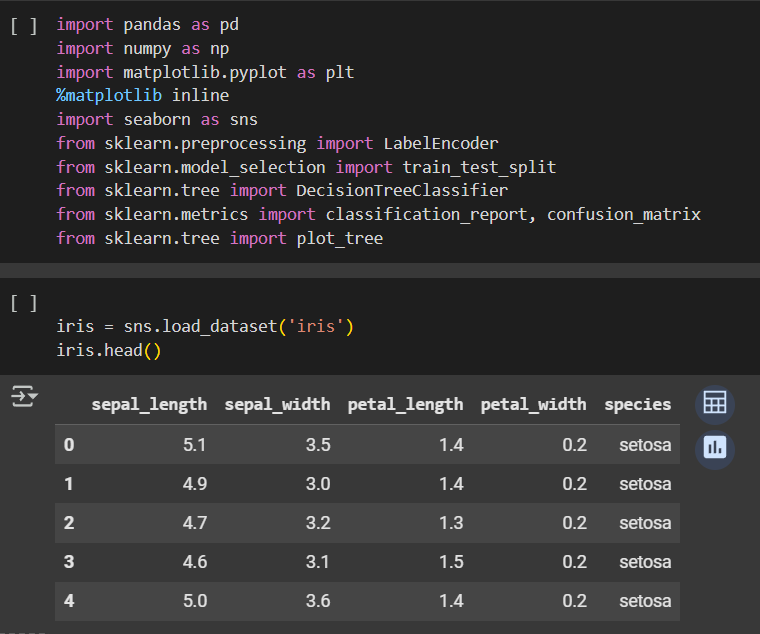 [ ] import pandas as pd
import numpy as np
import matplotlib.pyplot as plt
%matplotlib inline
import seaborn as sns
from sklearn.preprocessing import LabelEncoder
from sklearn.model_selection import train_test_split
from sklearn.tree import DecisionTreeClassifier
from sklearn.metrics import classification_report, confusion_matrix
from sklearn.tree import plot_tree
[ ]
iris = sns.load_dataset('iris')
iris.head()
sepal_length sepal_width petal_length petal_width species
0 5.1 3.5 1.4 0.2 setosa
1 4.9 3.0 1.4 0.2 setosa
2 4.7 3.2 1.3 0.2 setosa
3 4.6 3.1 1.5 0.2 setosa
4 5.0 3.6 1.4 0.2 setosa